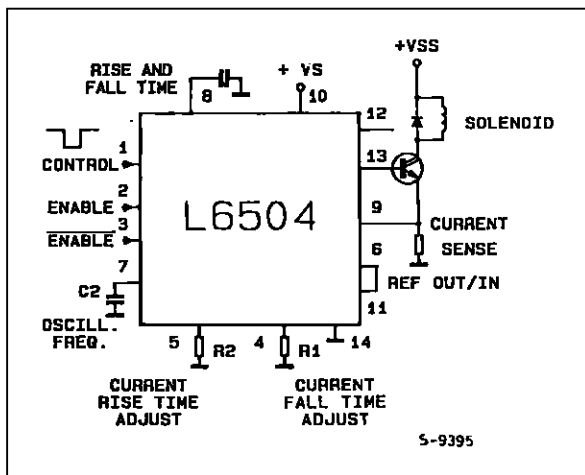 +VSS
RISE AND
FALL TIME
8
+ VS
10
12
SOLENOID
1
CONTROL
13
2
ENABLE
L6504
9
CURRENT
SENSE
3
ENABLE
6
REF OUT/IN
7
C2
11
OSCILL.
FREQ.
5
R2
4
R1
14
CURRENT
RISE TIME
ADJUST
CURRENT
FALL TIME
ADJUST
S-9395